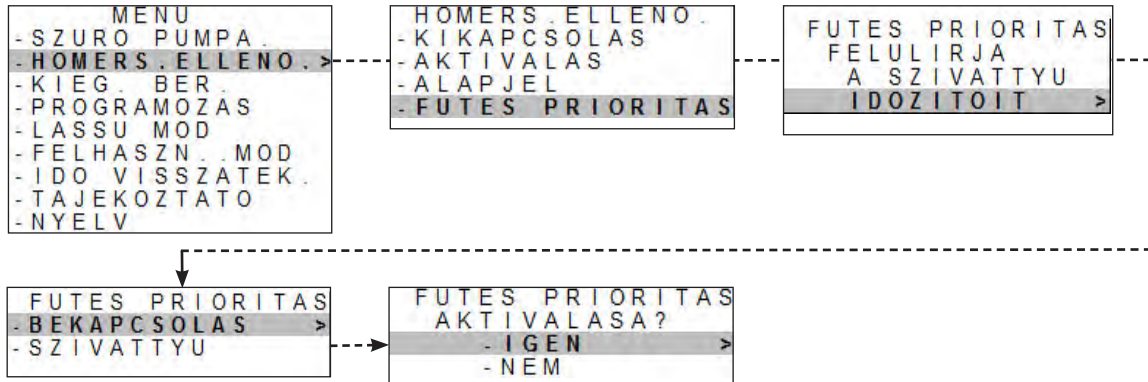 MENU
-SZURO PUMPA.
-HOMERS.ELLENO.>
-KIEG. BER.
-PROGRAMOZAS
-LASSU MOD
-FELHASZN..MOD
-IDO VISSZATEK.
-TAJEKOZTATO
-NYELV
HOMERS.ELLENO.
-KIKAPCSOLAS
-AKTIVALAS
-ALAPJEL
-FUTES PRIORITAS
FUTES PRIORITAS
FELULIRJA
A SZIVATTYU
IDOZITOIT >
FUTES PRIORITAS
-BEKAPCSOLAS >
-SZIVATTYU
FUTES PRIORITAS
AKTIVALASA?
-IGEN >
-NEM